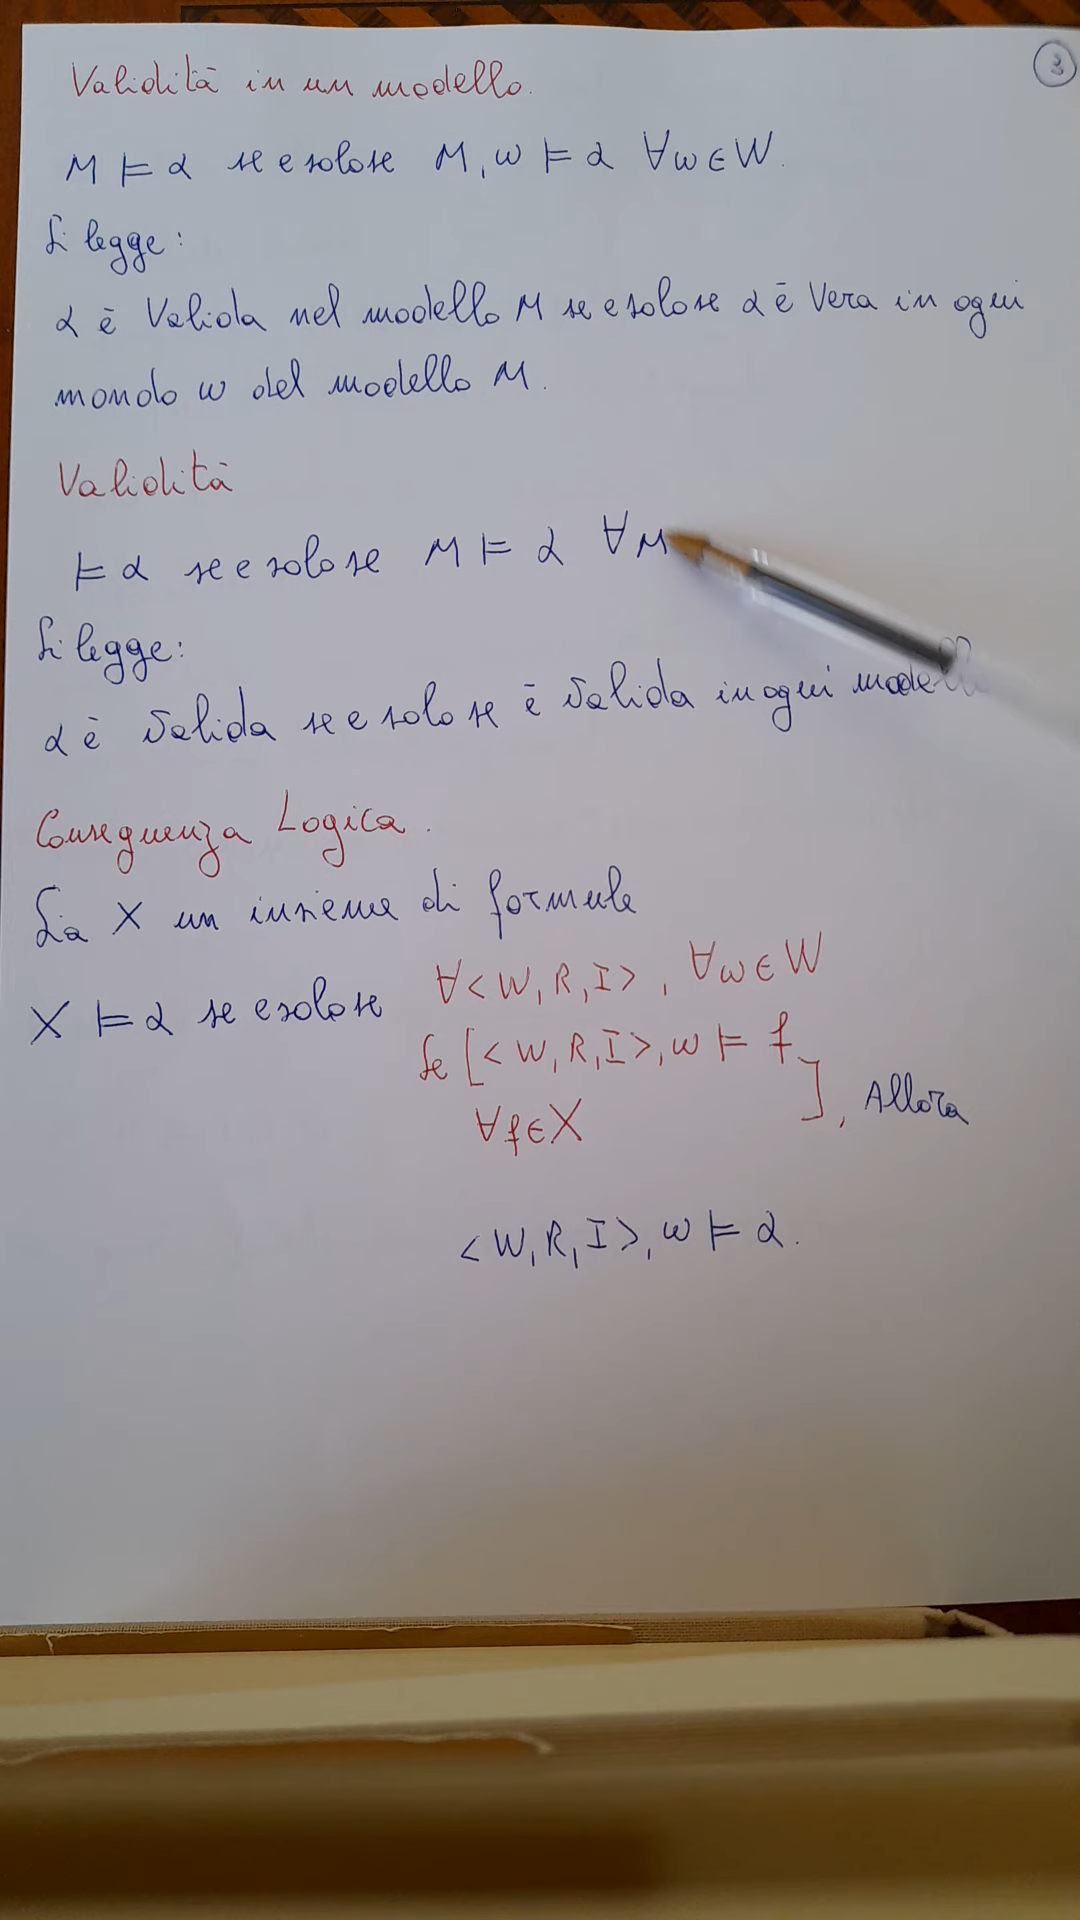 3
Validità in un modello.
M ⊨ α se e solo se M, w ⊨ α ∀w∈W.
Si legge:
α è Valida nel modello M se e solo se α è Vera in ogni
mondo w del modello M.
Validità
⊨ α se e solo se M ⊨ α ∀M
Si legge:
α è Valida se e solo se è Valida in ogni modell
Conseguenza Logica.
Sia X un insieme di formule
X ⊨ α se e solo se ∀<W, R, I>, ∀w∈W
Se [<W, R, I>, w ⊨ f
∀f∈X ], Allora
<W, R, I>, w ⊨ α.